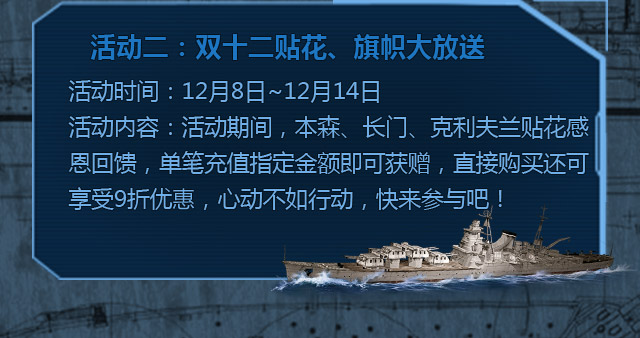 活动二：双十二贴花、旗帜大放送
活动时间：12月8日~12月14日
活动内容：活动期间，本森、长门、克利夫兰贴花感
恩回馈，单笔充值指定金额即可获赠，直接购买还可
享受9折优惠，心动不如行动，快来参与吧！